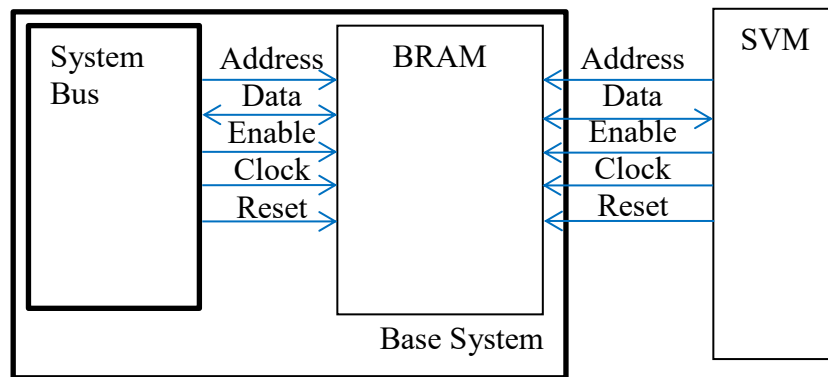 System
Bus
Address
Data
Enable
Clock
Reset
BRAM
Address
Data
Enable
Clock
Reset
SVM
Base System